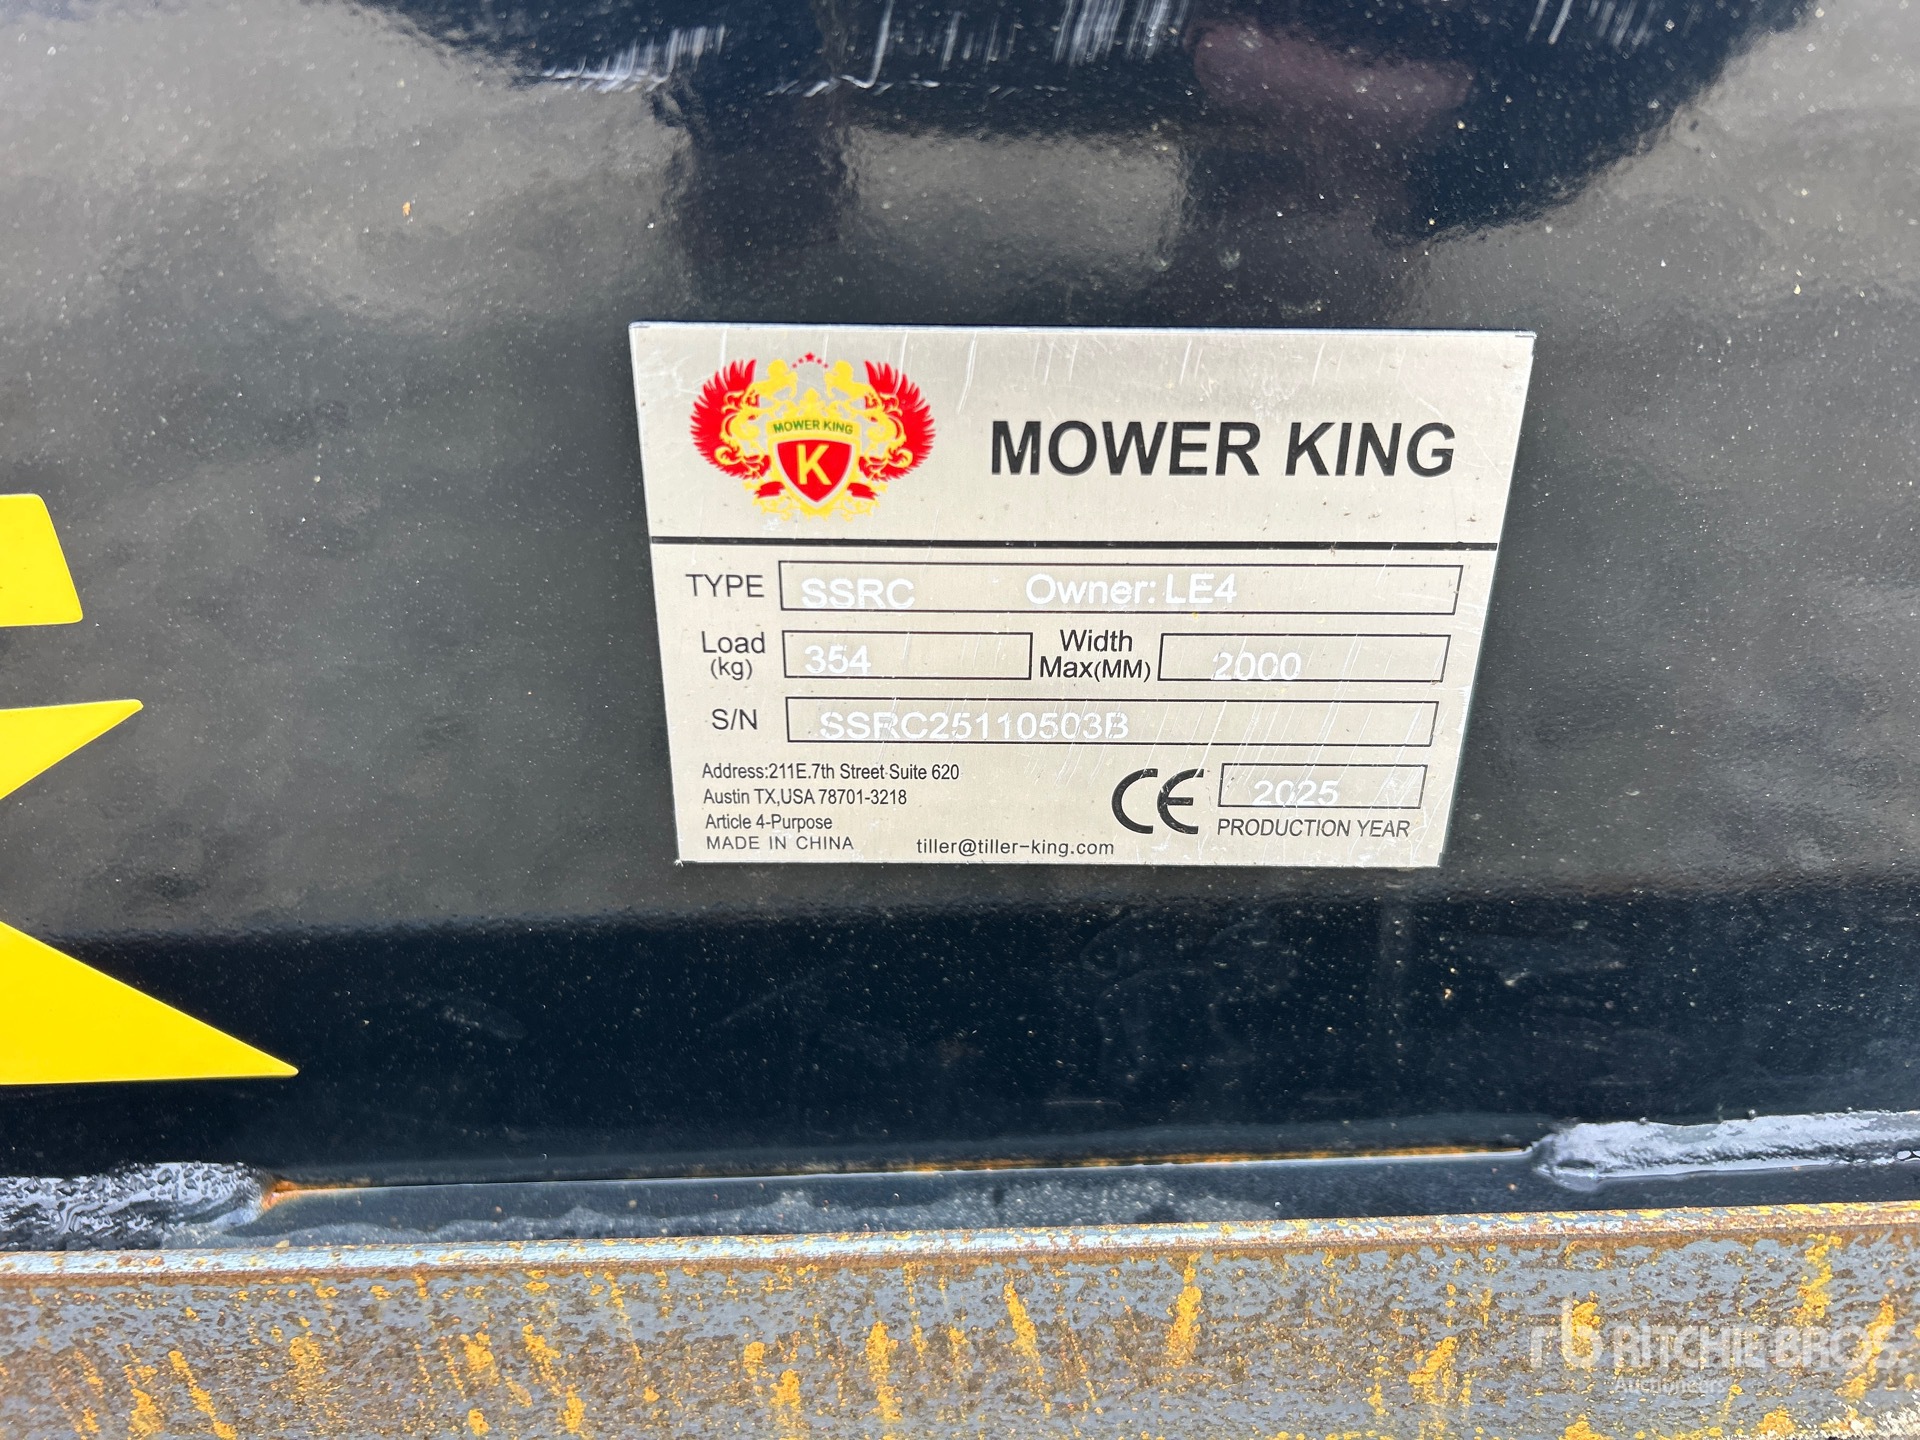 MOWER KING
K
MOWER KING
TYPE SSRC Owner: LE4
Load (kg) 354 Width Max(MM) 2000
S/N SSRC25110503B
Address:211E.7th Street Suite 620
Austin TX,USA 78701-3218
Article 4-Purpose
MADE IN CHINA
tiller@tiller-king.com
CE 2025
PRODUCTION YEAR
rb RITCHIE BROS.
Auctioneers